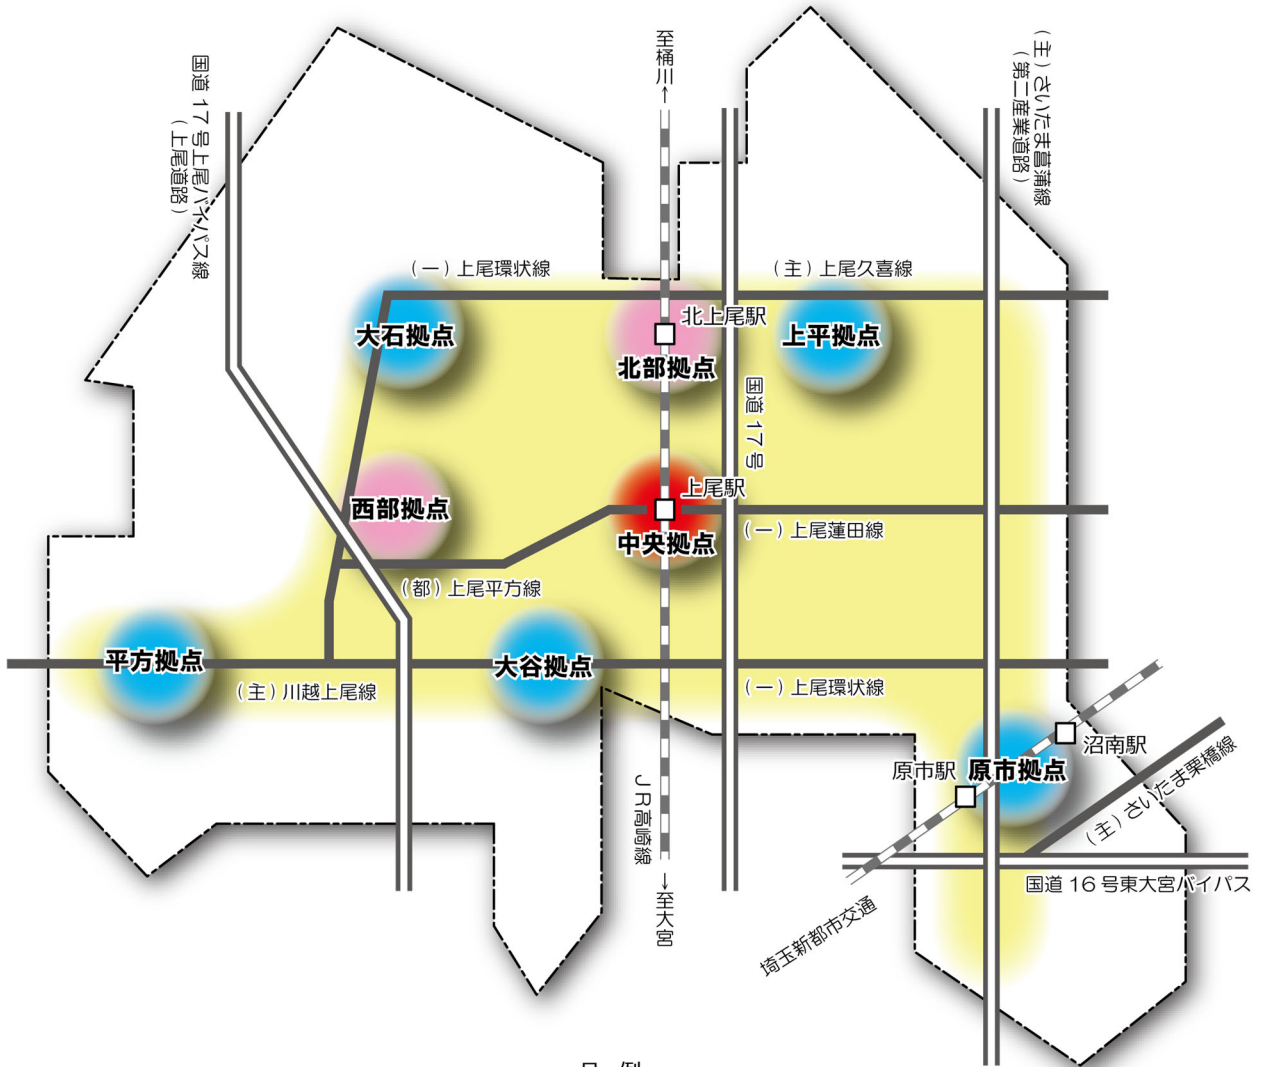 至桶川←
国道 17 号上尾バイパス線
（上尾道路）
（主）さいたま菖蒲線
（第二産業道路）
（一）上尾環状線
（主）上尾久喜線
大石拠点
北上尾駅
北部拠点
上平拠点
国道 17 号
西部拠点
上尾駅
中央拠点
（一）上尾蓮田線
（都）上尾平方線
平方拠点
大谷拠点
（主）川越上尾線
（一）上尾環状線
沼南駅
原市駅
原市拠点
（主）さいたま栗橋線
ＪＲ高崎線
国道 16 号東大宮バイパス
→至大宮
埼玉新都市交通
凡 例